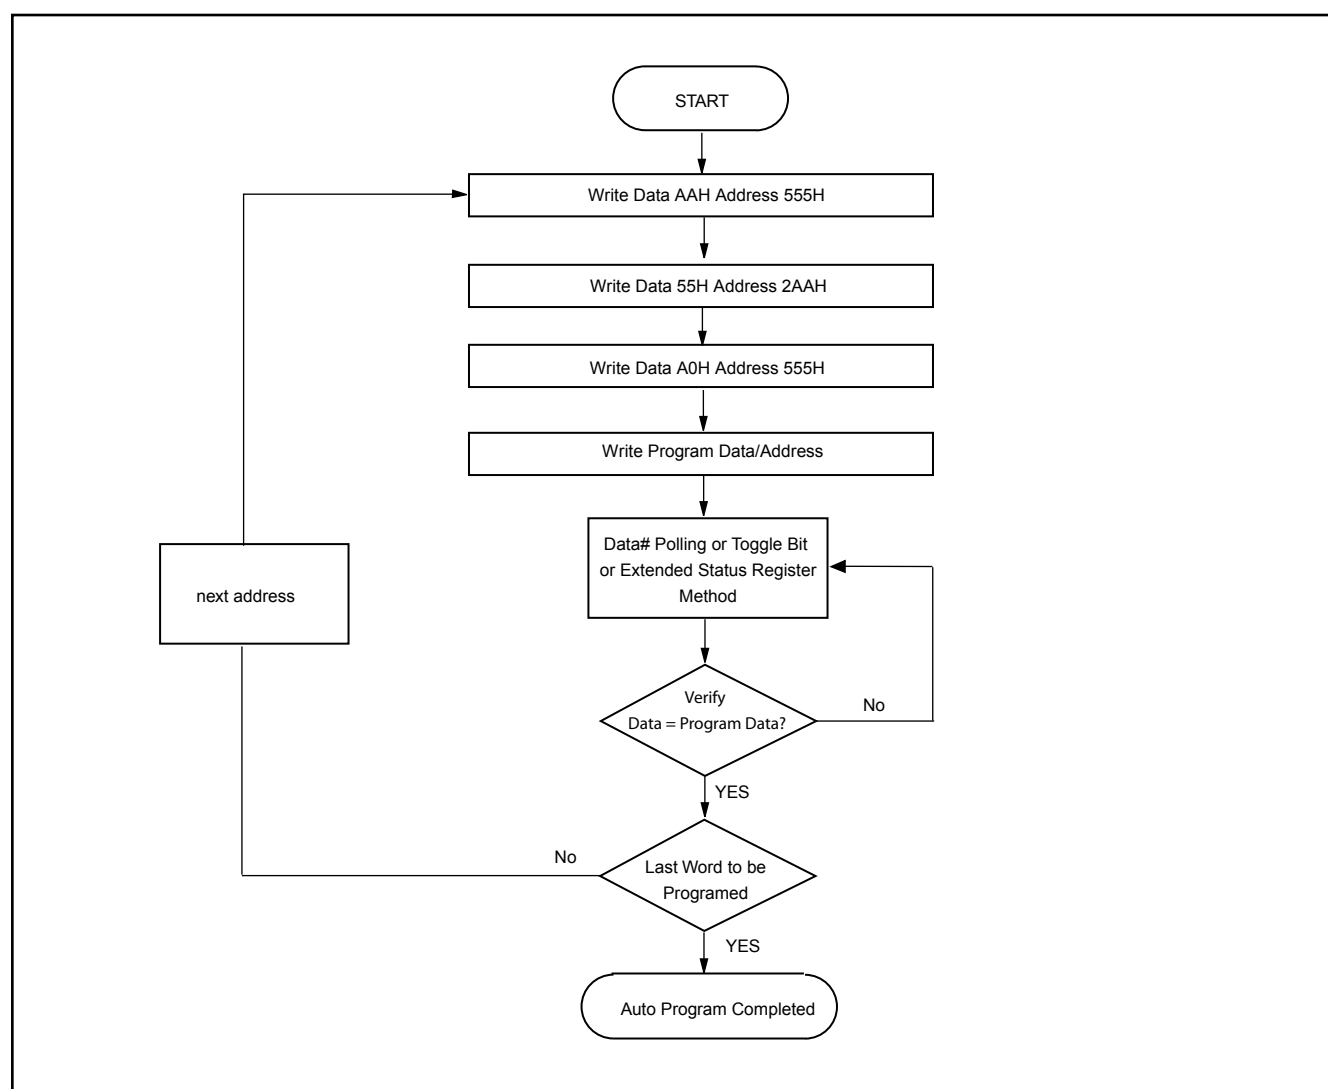 START
Write Data AAH Address 555H
Write Data 55H Address 2AAH
Write Data A0H Address 555H
Write Program Data/Address
Data# Polling or Toggle Bit
or Extended Status Register
Method
next address
Verify
Data = Program Data?
No
YES
No
Last Word to be
Programed
YES
Auto Program Completed